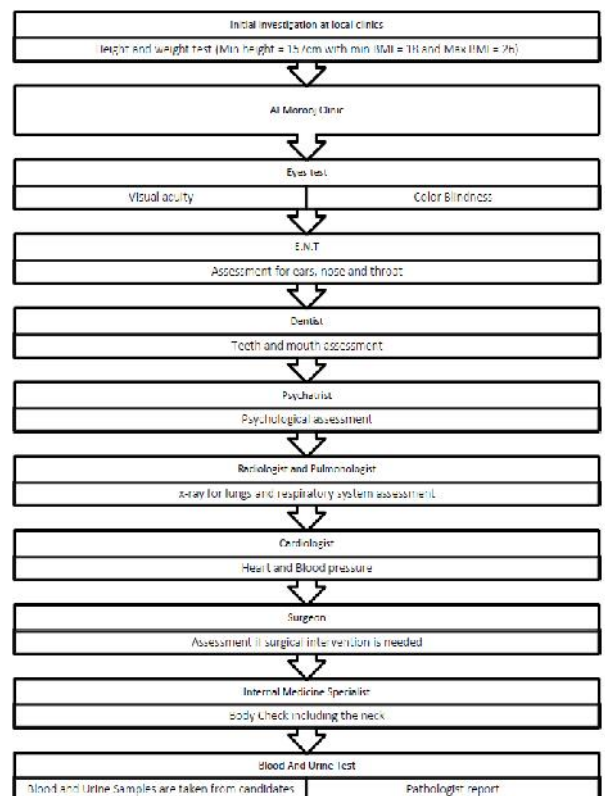 Initial investigation at local clinics
Height and weight test (Min height = 157cm with min BMI = 18 and Max BMI = 26)
Al Clinic
Eyes test
Visual acuity
Color Blindness
E.N.T
Assessment for ears, nose and throat
Dentist
Teeth and mouth assessment
Psychatrist
Psychological assessment
Radiologist and Pulmonologist
x-ray for lungs and respiratory system assessment
Cardiologist
Heart and Blood pressure
Surgeon
Assessment if surgical intervention is needed
Internal Medicine Specialist
Body Check including the neck
Blood And Urine Test
Blood and Urine Samples are taken from candidates
Pathologist report